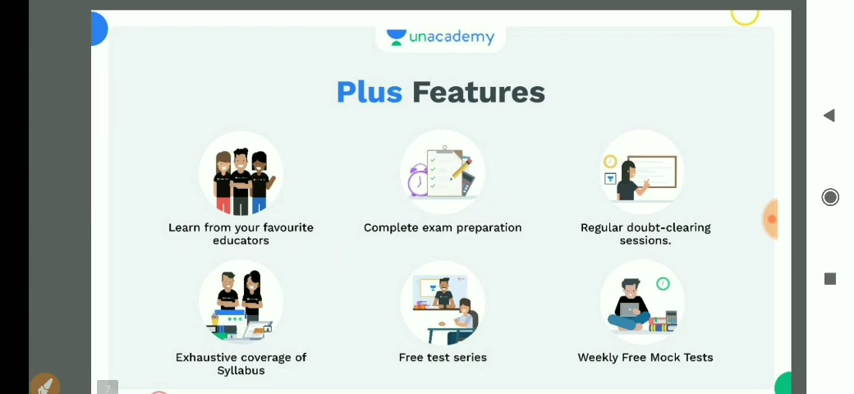 unacademy
Plus Features
Learn from your favourite
educators
Complete exam preparation
Regular doubt-clearing
sessions.
Exhaustive coverage of
Syllabus
Free test series
Weekly Free Mock Tests
7